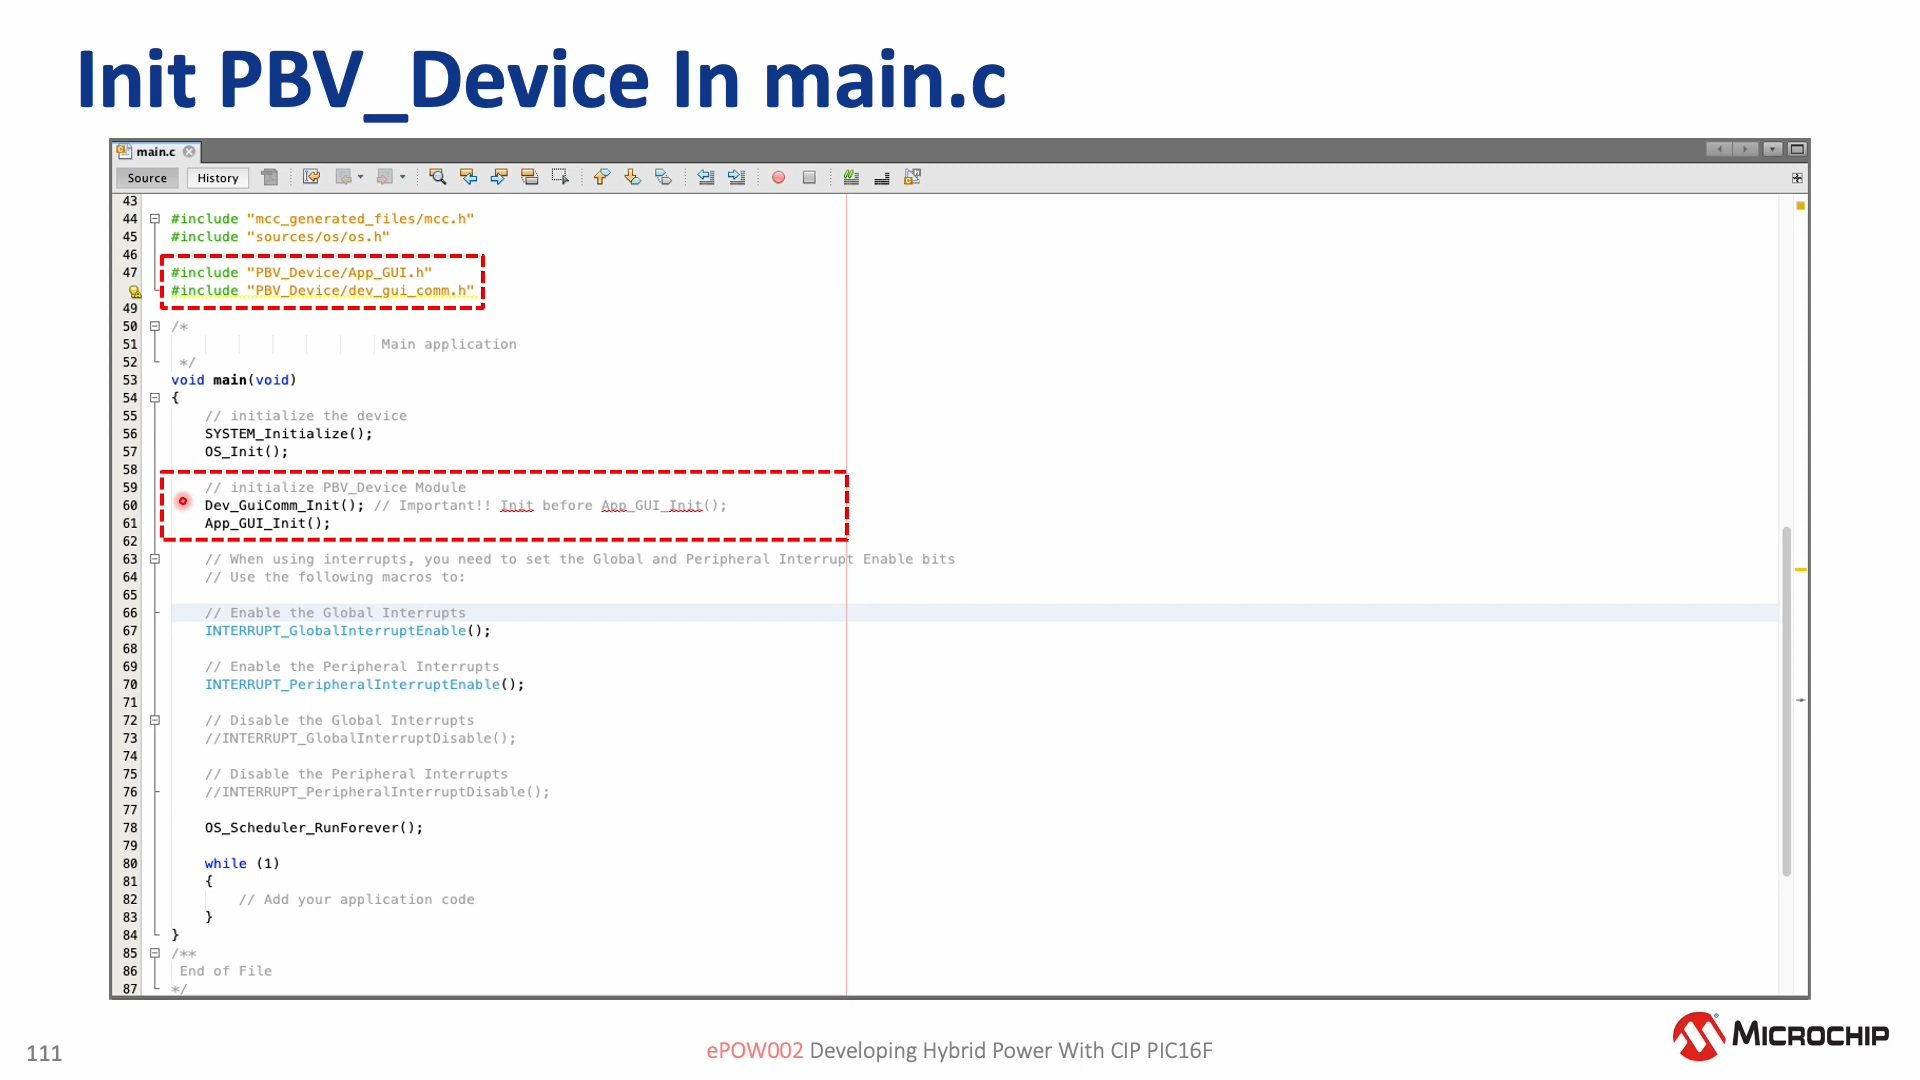 Init PBV_Device In main.c
main.c
Source History
43
44 #include "mcc_generated_files/mcc.h"
45 #include "sources/os/os.h"
46
47 #include "PBV_Device/App_GUI.h"
#include "PBV_Device/dev_gui_comm.h"
49
50 /*
51 Main application
52 */
53 void main(void)
54 {
55 // initialize the device
56 SYSTEM_Initialize();
57 OS_Init();
58
59 // initialize PBV_Device Module
60 Dev_GuiComm_Init(); // Important!! Init before App_GUI_Init();
61 App_GUI_Init();
62
63 // When using interrupts, you need to set the Global and Peripheral Interrupt Enable bits
64 // Use the following macros to:
65
66 // Enable the Global Interrupts
67 INTERRUPT_GlobalInterruptEnable();
68
69 // Enable the Peripheral Interrupts
70 INTERRUPT_PeripheralInterruptEnable();
71
72 // Disable the Global Interrupts
73 //INTERRUPT_GlobalInterruptDisable();
74
75 // Disable the Peripheral Interrupts
76 //INTERRUPT_PeripheralInterruptDisable();
77
78 OS_Scheduler_RunForever();
79
80 while (1)
81 {
82 // Add your application code
83 }
84 }
85 /**
86 End of File
87 */
111
ePOW002 Developing Hybrid Power With CIP PIC16F
MICROCHIP